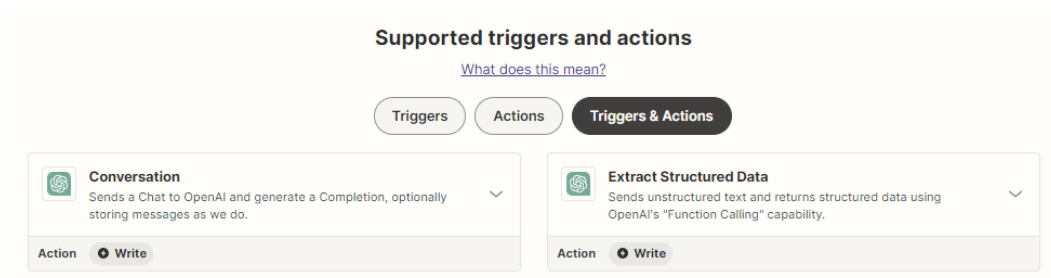 Supported triggers and actions
What does this mean?
Triggers Actions Triggers & Actions
Conversation
Sends a Chat to OpenAI and generate a Completion, optionally
storing messages as we do.
Action Write
Extract Structured Data
Sends unstructured text and returns structured data using
OpenAI's "Function Calling" capability.
Action Write